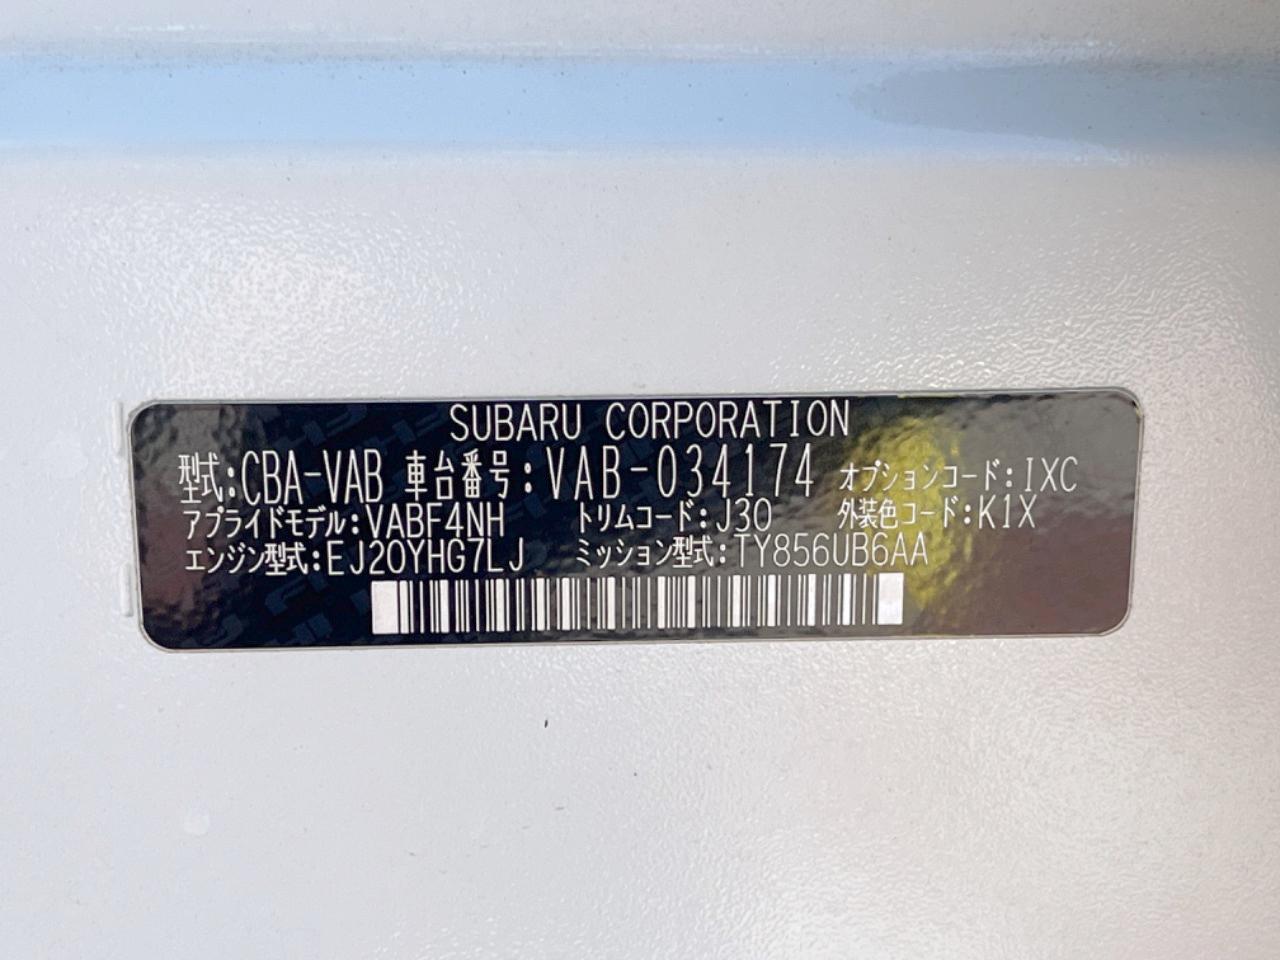 SUBARU CORPORATION
型式:CBA-VAB 車台番号:VAB-034174 オプションコード:IXC
アプライドモデル:VABF4NH トリムコード:J30 外装色コード:K1X
エンジン型式:EJ20YHG7LJ ミッション型式:TY856UB6AA